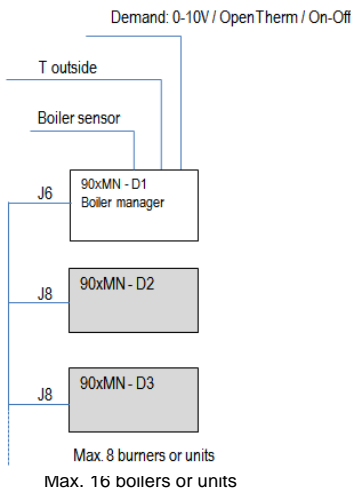 Demand: 0-10V / OpenTherm / On-Off
T outside
Boiler sensor
J6
90xMN - D1
Boiler manager
J8
90xMN - D2
J8
90xMN - D3
Max. 8 burners or units
Max. 16 boilers or units